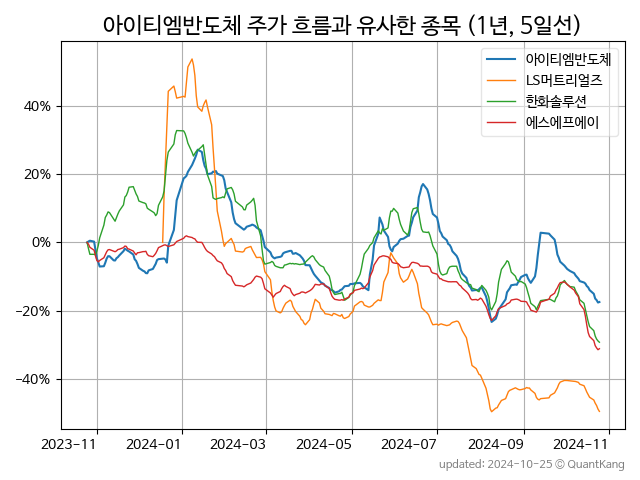 아이티엠반도체 주가 흐름과 유사한 종목 (1년, 5일선)
아이티엠반도체
LS머트리얼즈
한화솔루션
에스에프에이
40%
20%
0%
−20%
−40%
2023-11 2024-01 2024-03 2024-05 2024-07 2024-09 2024-11
updated: 2024-10-25 © QuantKang